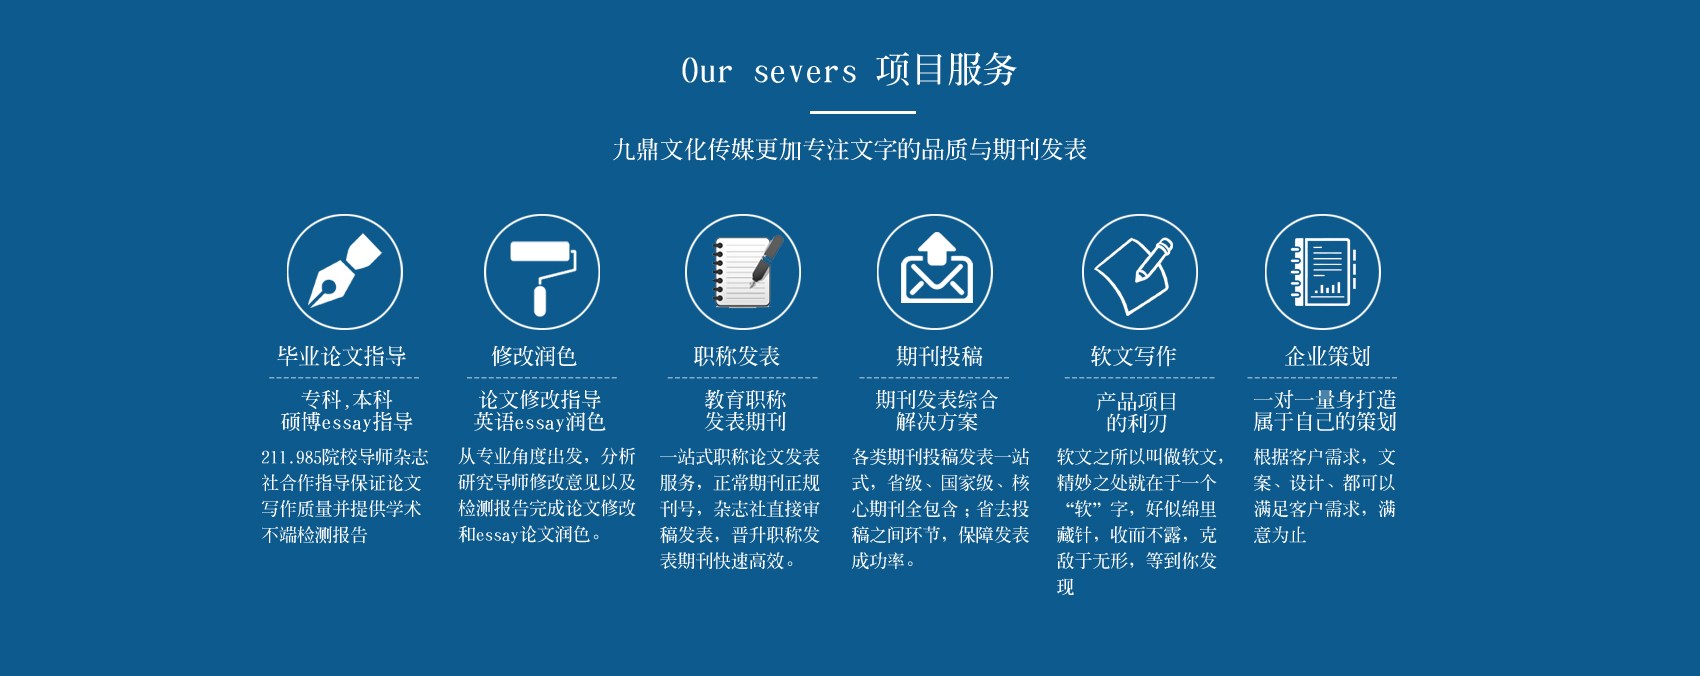 Our severs 项目服务
九鼎文化传媒更加专注文字的品质与期刊发表
毕业论文指导
专科,本科
硕博essay指导
211.985院校导师杂志
社合作指导保证论文
写作质量并提供学术
不端检测报告
修改润色
论文修改指导
英语essay润色
从专业角度出发，分析
研究导师修改意见以及
检测报告完成论文修改
和essay论文润色。
职称发表
教育职称
发表期刊
一站式职称论文发表
服务，正常期刊正规
刊号，杂志社直接审
稿发表，晋升职称发
表期刊快速高效。
期刊投稿
期刊发表综合
解决方案
各类期刊投稿发表一站
式，省级、国家级、核
心期刊全包含；省去投
稿之间环节，保障发表
成功率。
软文写作
产品项目
的利刃
软文之所以叫做软文，
精妙之处就在于一个
“软”字，好似绵里
藏针，收而不露，克
敌于无形，等到你发
现
企业策划
一对一量身打造
属于自己的策划
根据客户需求，文
案、设计、都可以
满足客户需求，满
意为止